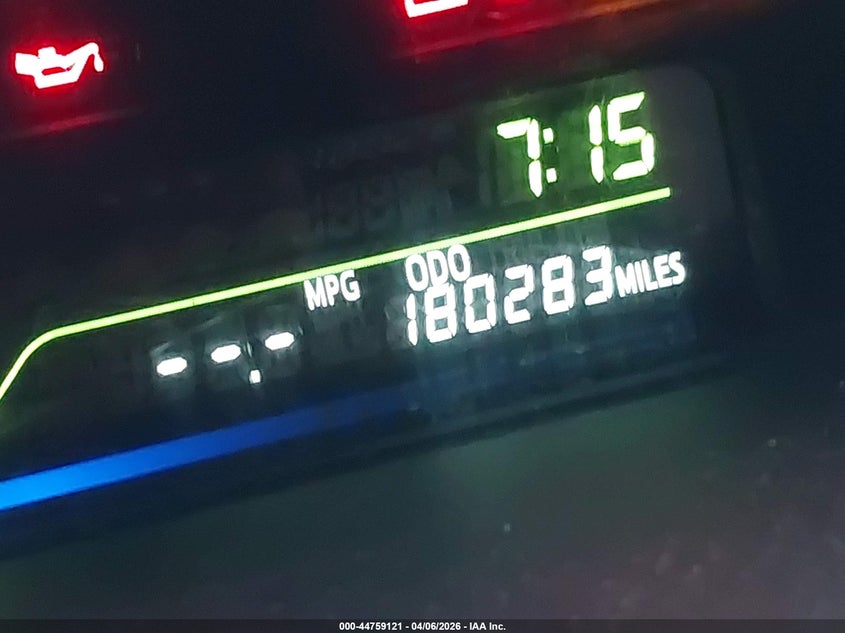 7:15
MPG ODO
--.- 180283 MILES
000-44759121 - 04/06/2026 - IAA Inc.